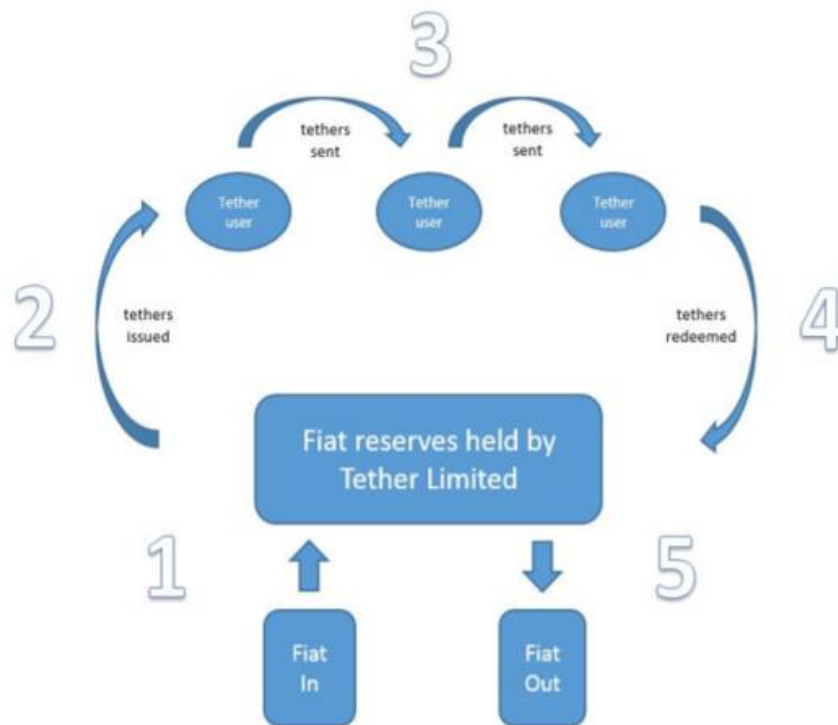 3
tethers
sent
tethers
sent
Tether
user
Tether
user
Tether
user
2
tethers
issued
tethers
redeemed
4
Fiat reserves held by
Tether Limited
1
5
Fiat
In
Fiat
Out